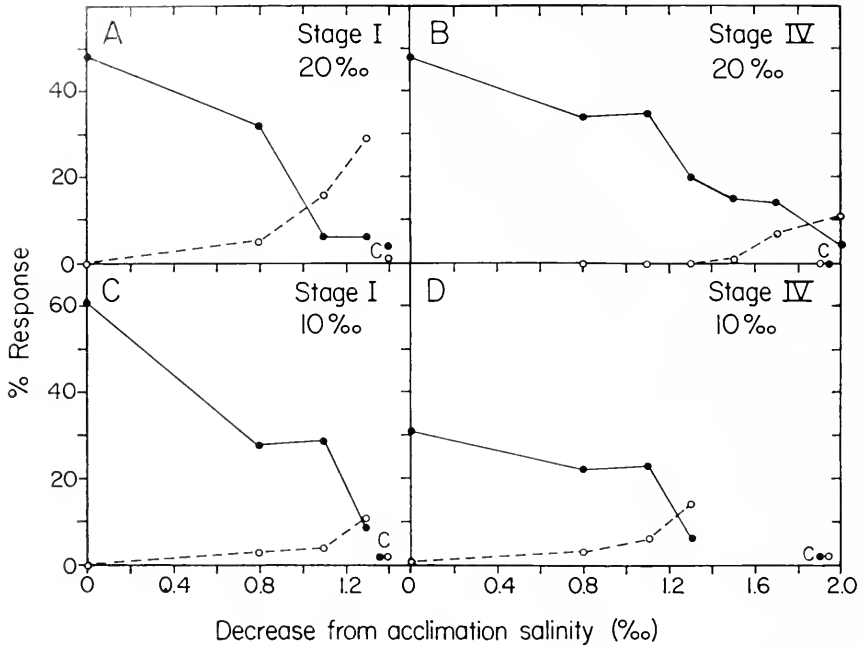 A
Stage I
20‰
B
Stage IV
20‰
40
20
0
C
C
C
Stage I
10‰
D
Stage IV
10‰
60
40
20
0
C
C
0 0.4 0.8 1.2 0 0.4 0.8 1.2 1.6 2.0
% Response
Decrease from acclimation salinity (‰)